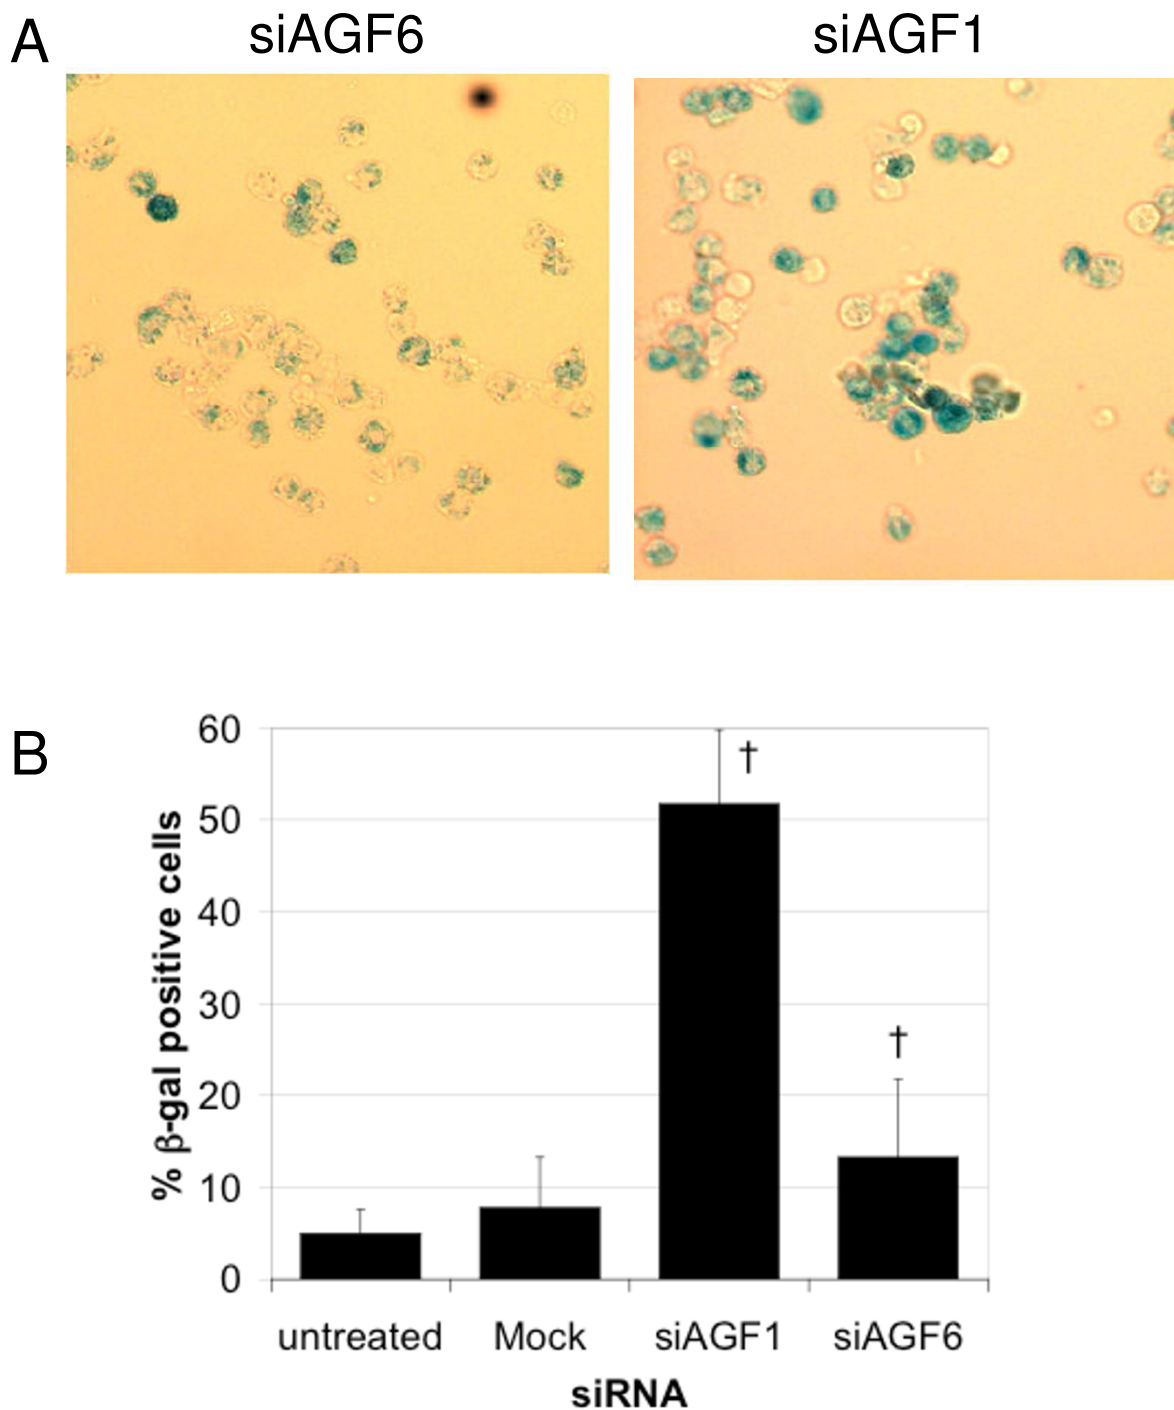 A
siAGF6
siAGF1
B
60
50
40
30
20
10
0
% β-gal positive cells
†
†
untreated
Mock
siAGF1
siAGF6
siRNA